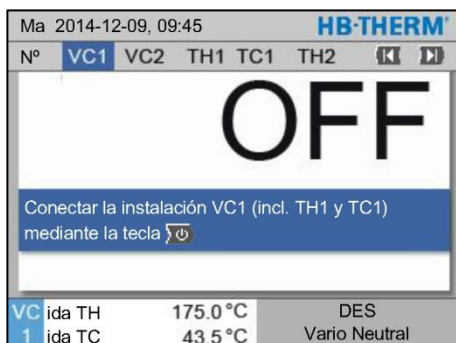 Ma 2014-12-09, 09:45 HB-THERM®
Nº VC1 VC2 TH1 TC1 TH2
OFF
Conectar la instalación VC1 (incl. TH1 y TC1)
mediante la tecla
VC ida TH 175.0 °C DES
1 ida TC 43.5 °C Vario Neutral